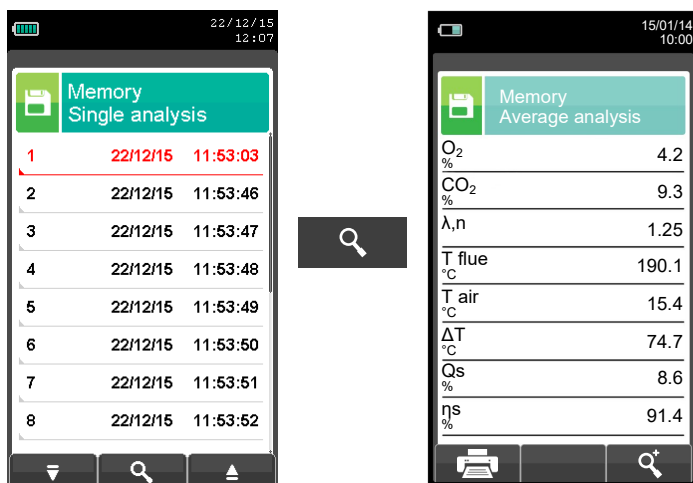 22/12/15
12:07
Memory
Single analysis
1 22/12/15 11:53:03
2 22/12/15 11:53:46
3 22/12/15 11:53:47
4 22/12/15 11:53:48
5 22/12/15 11:53:49
6 22/12/15 11:53:50
7 22/12/15 11:53:51
8 22/12/15 11:53:52
15/01/14
10:00
Memory
Average analysis
O₂
% 4.2
CO₂
% 9.3
λ,n 1.25
T flue
°C 190.1
T air
°C 15.4
ΔT
°C 74.7
Qs
% 8.6
ηs
% 91.4